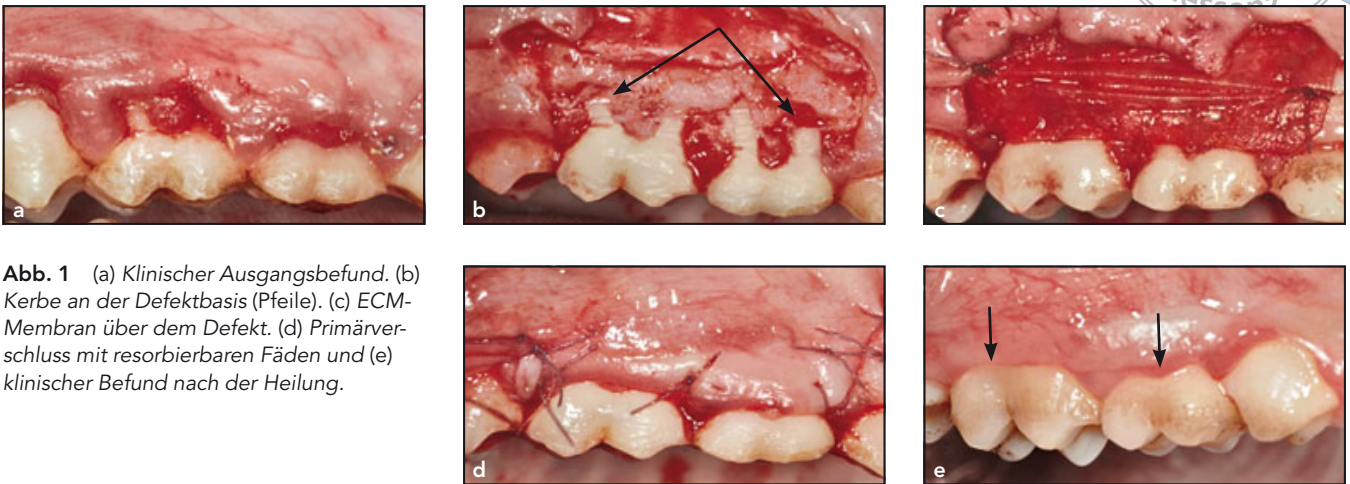 a
b
c
Abb. 1 (a) Klinischer Ausgangsbefund. (b)
Kerbe an der Defektbasis (Pfeile). (c) ECM-
Membran über dem Defekt. (d) Primärver-
schluss mit resorbierbaren Fäden und (e)
klinischer Befund nach der Heilung.
d
e